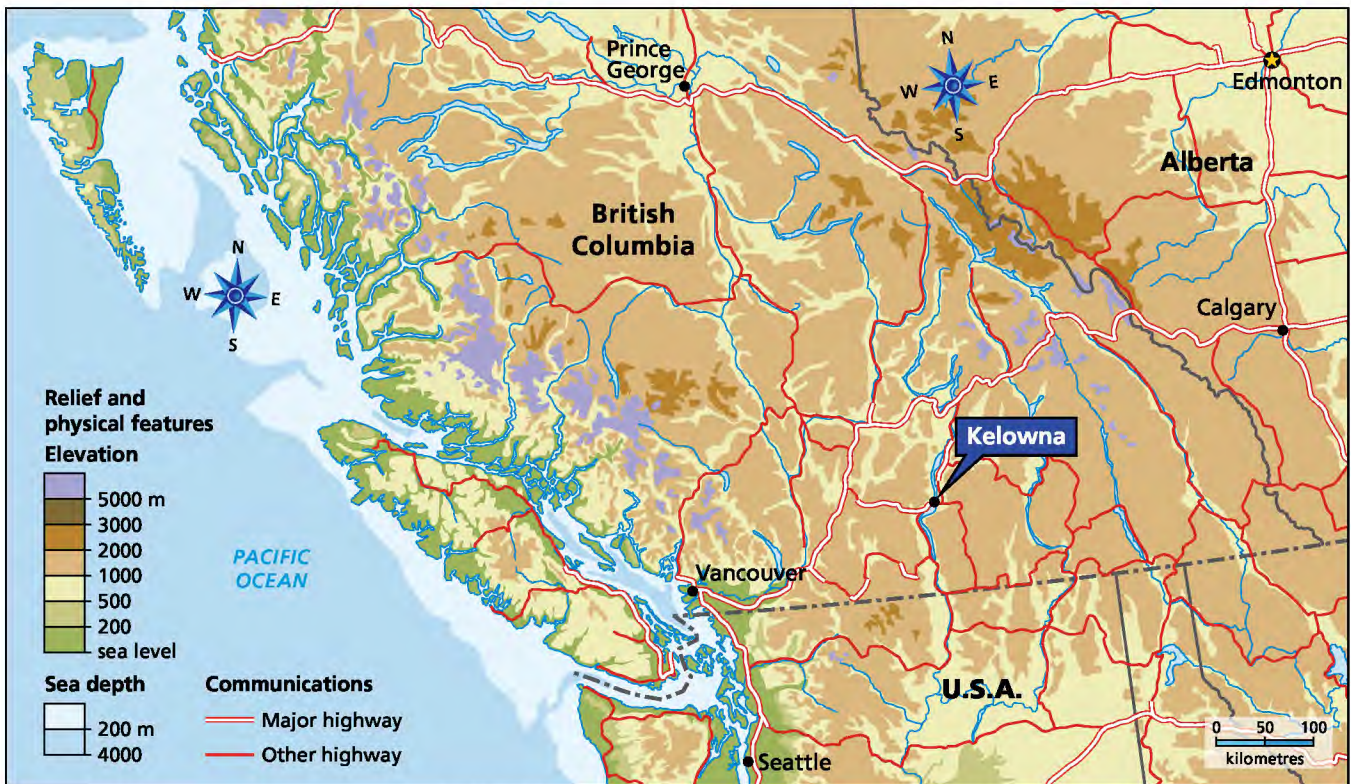 Prince
George
N
W
E
S
Edmonton
Alberta
British
Columbia
N
W
E
S
Calgary
Relief and
physical features
Elevation
5000 m
3000
2000
1000
500
200
sea level
Kelowna
PACIFIC
OCEAN
Vancouver
Sea depth
200 m
4000
Communications
Major highway
Other highway
U.S.A.
Seattle
0 50 100
kilometres